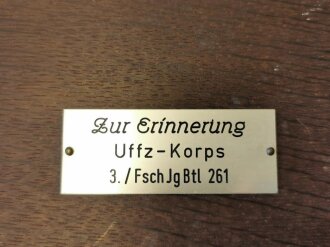 Zur Erinnerung
Uffz-Korps
3./FschJgBtl 261